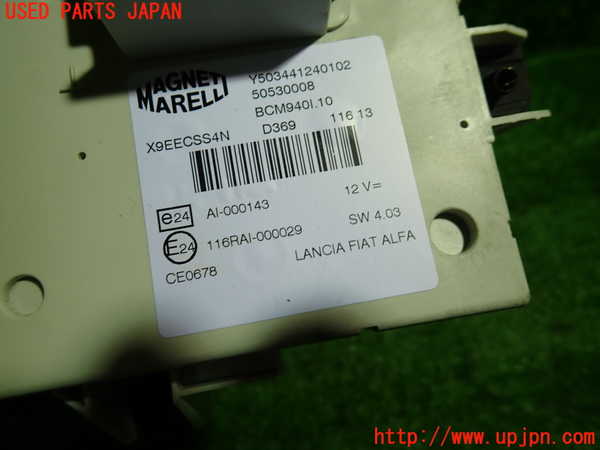 USED PARTS JAPAN
MAGNETI MARELLI
Y503441240102
50530008
BCM940I.10
X9EECSS4N
D369 116 13
e24 AI-000143 12 V=
E24 116RAI-000029 SW 4.03
CE0678 LANCIA FIAT ALFA
UPJ
http://www.upjpn.com/